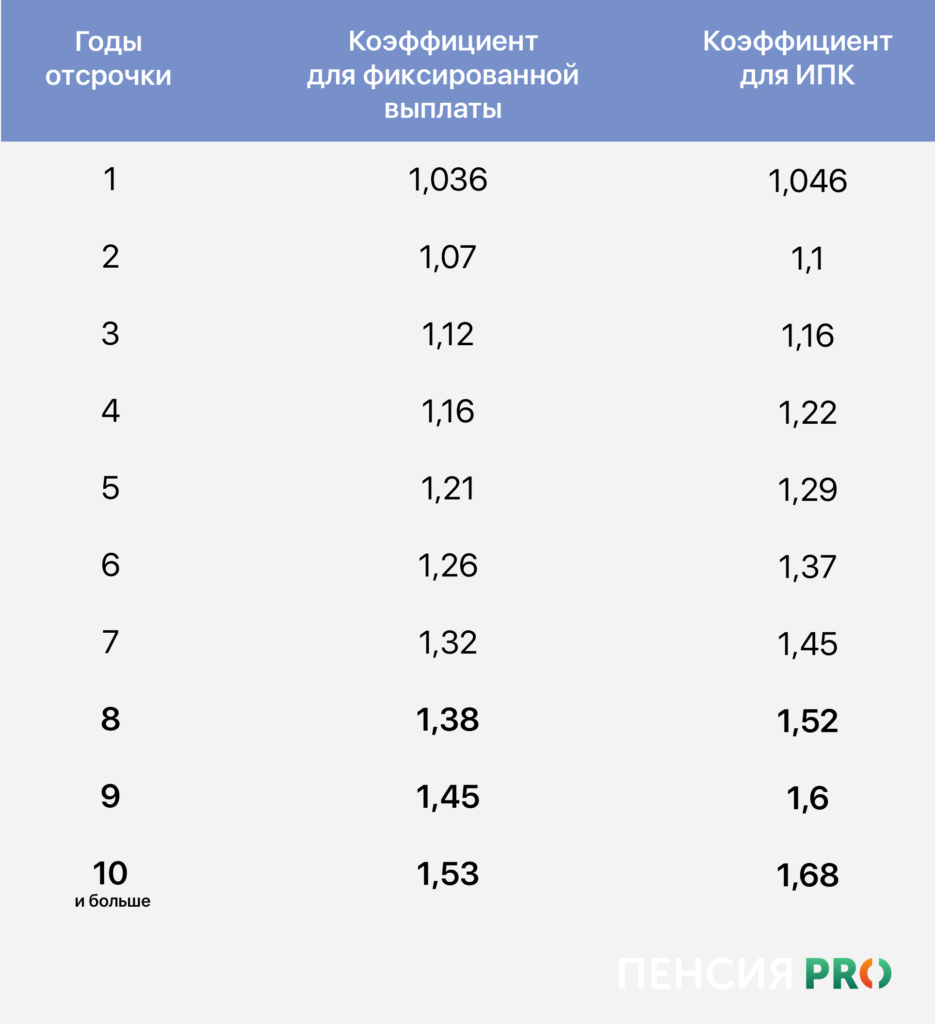 Годы
отсрочки
Коэффициент
для фиксированной
выплаты
Коэффициент
для ИПК
1 1,036 1,046
2 1,07 1,1
3 1,12 1,16
4 1,16 1,22
5 1,21 1,29
6 1,26 1,37
7 1,32 1,45
8 1,38 1,52
9 1,45 1,6
10 1,53 1,68
и больше
ПЕНСИЯ PRO